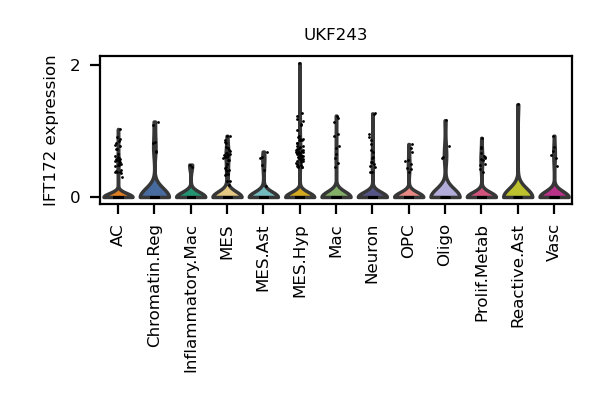 UKF243
IFT172 expression
2
0
AC
Chromatin.Reg
Inflammatory.Mac
MES
MES.Ast
MES.Hyp
Mac
Neuron
OPC
Oligo
Prolif.Metab
Reactive.Ast
Vasc